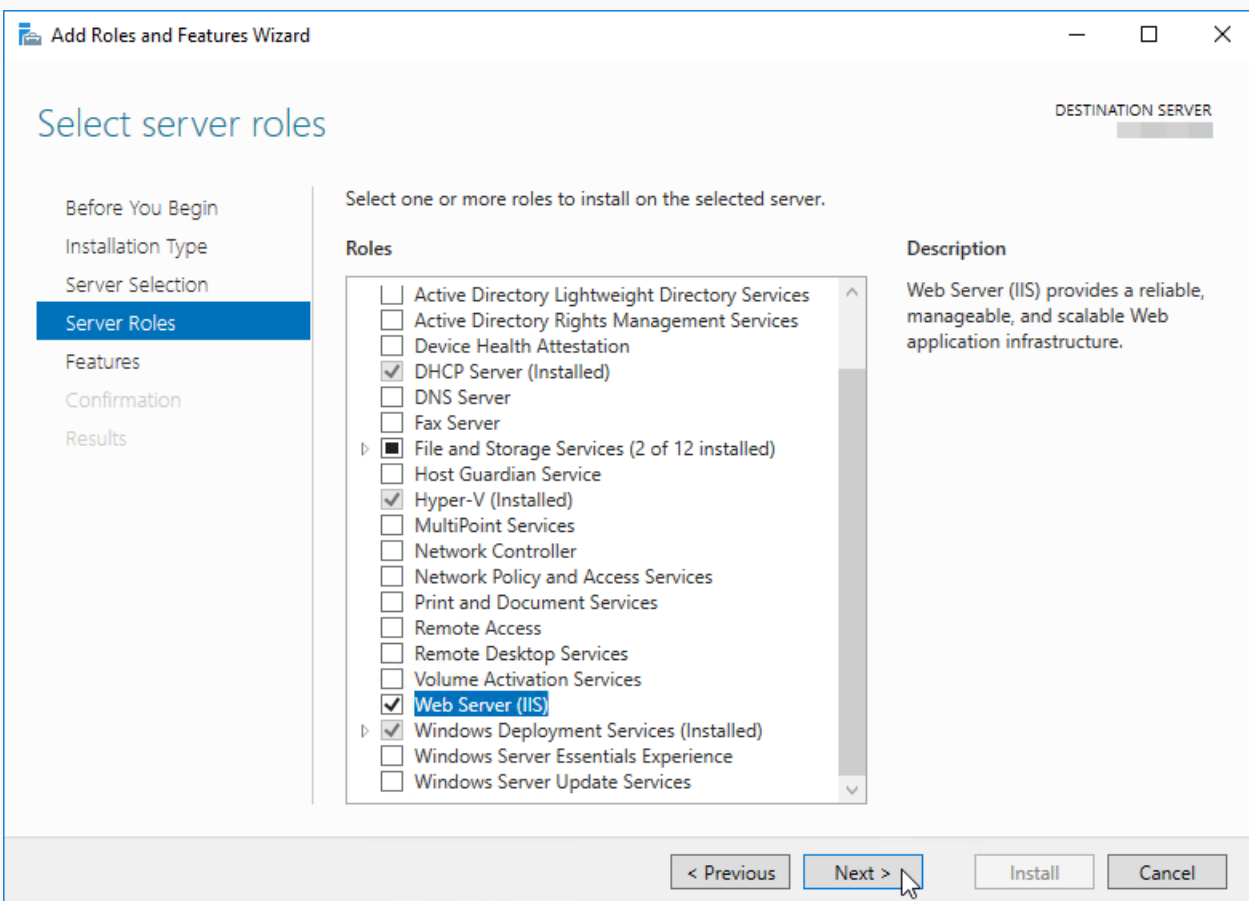 Add Roles and Features Wizard
Select server roles
DESTINATION SERVER
Before You Begin
Installation Type
Server Selection
Server Roles
Features
Confirmation
Results
Select one or more roles to install on the selected server.
Roles
Active Directory Lightweight Directory Services
Active Directory Rights Management Services
Device Health Attestation
DHCP Server (Installed)
DNS Server
Fax Server
File and Storage Services (2 of 12 installed)
Host Guardian Service
Hyper-V (Installed)
MultiPoint Services
Network Controller
Network Policy and Access Services
Print and Document Services
Remote Access
Remote Desktop Services
Volume Activation Services
Web Server (IIS)
Windows Deployment Services (Installed)
Windows Server Essentials Experience
Windows Server Update Services
Description
Web Server (IIS) provides a reliable,
manageable, and scalable Web
application infrastructure.
< Previous
Next >
Install
Cancel